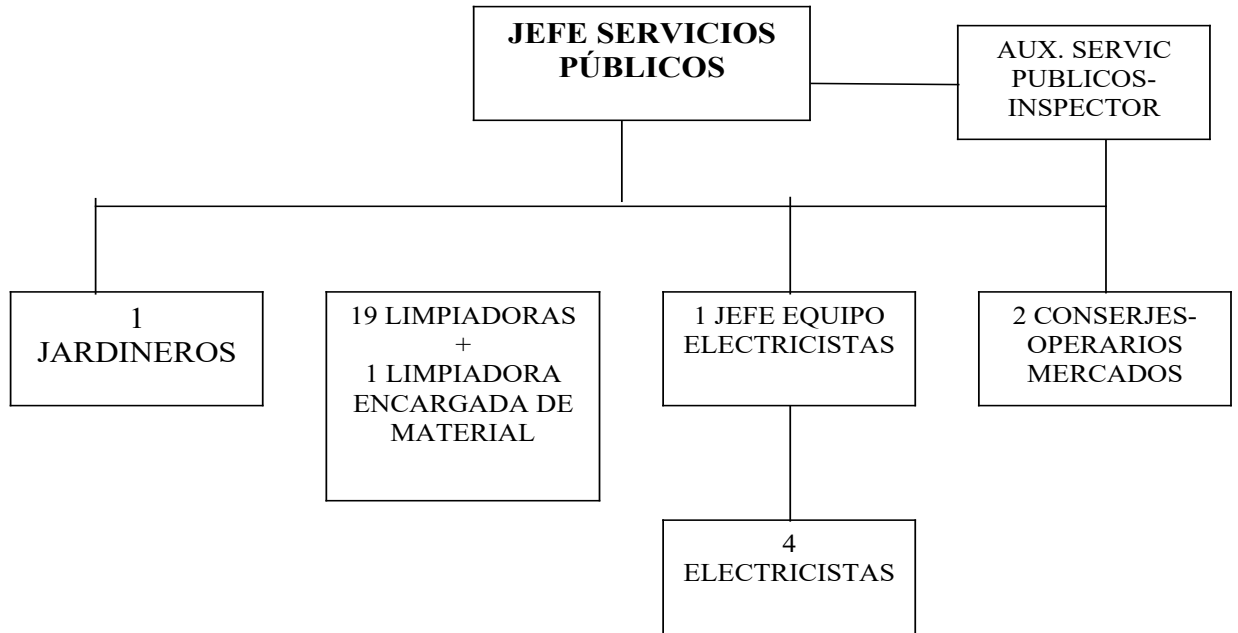 JEFE SERVICIOS
PÚBLICOS
AUX. SERVIC
PUBLICOS-
INSPECTOR
1
JARDINEROS
19 LIMPIADORAS
+
1 LIMPIADORA
ENCARGADA DE
MATERIAL
1 JEFE EQUIPO
ELECTRICISTAS
2 CONSERJES-
OPERARIOS
MERCADOS
4
ELECTRICISTAS